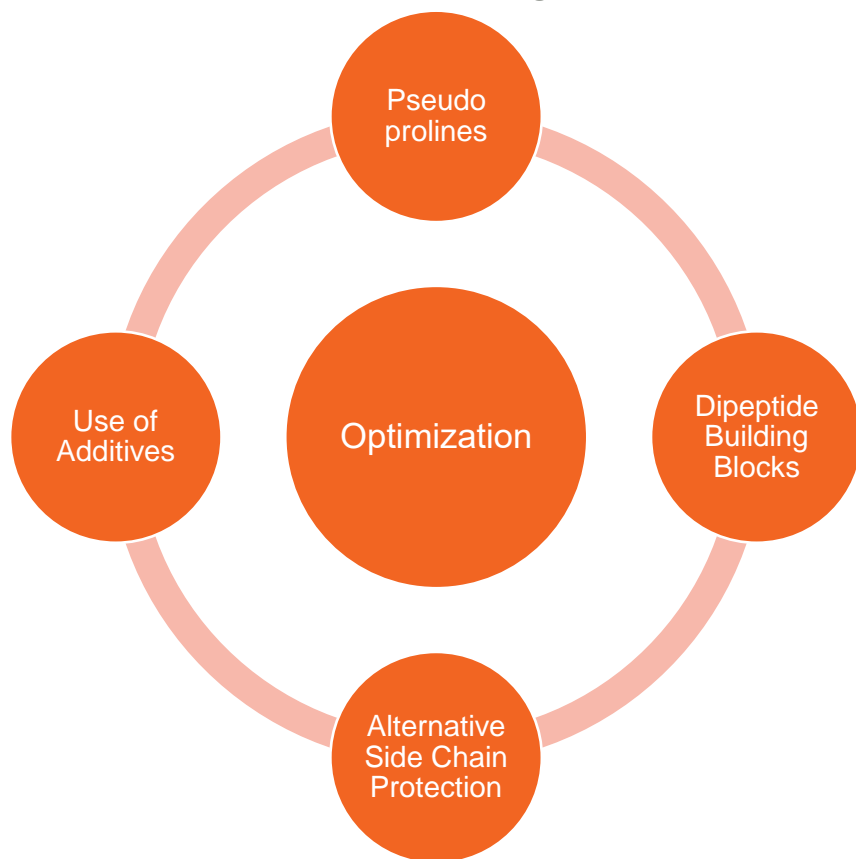 Pseudo
prolines
Use of
Additives
Optimization
Dipeptide
Building
Blocks
Alternative
Side Chain
Protection